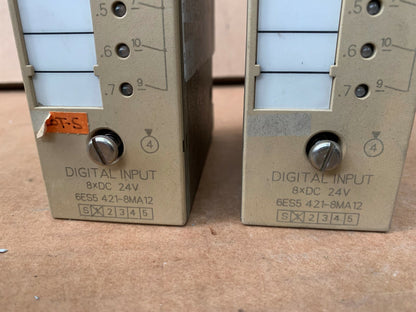 .5
.6 10
.7 9
OT-S
4
DIGITAL INPUT
8×DC 24V
6ES5 421-8MA12
S X 2 3 4 5
.5
.6 10
.7 9
4
DIGITAL INPUT
8×DC 24V
6ES5 421-8MA12
S X 2 3 4 5